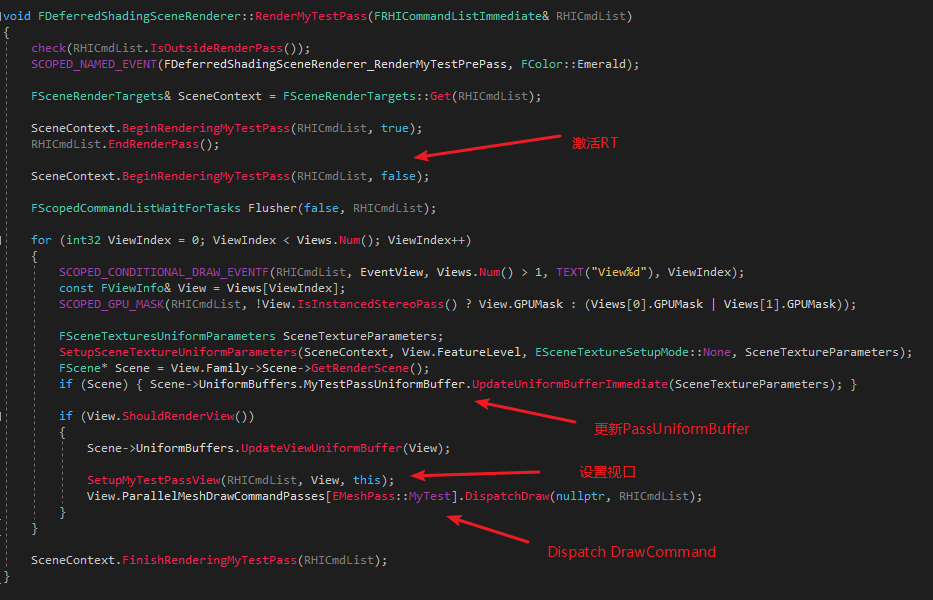 void FDeferredShadingSceneRenderer::RenderMyTestPass(FRHICommandListImmediate& RHICmdList)
{
check(RHICmdList.IsOutsideRenderPass());
SCOPED_NAMED_EVENT(FDeferredShadingSceneRenderer_RenderMyTestPrePass, FColor::Emerald);
FSceneRenderTargets& SceneContext = FSceneRenderTargets::Get(RHICmdList);
SceneContext.BeginRenderingMyTestPass(RHICmdList, true);
RHICmdList.EndRenderPass();
激活RT
SceneContext.BeginRenderingMyTestPass(RHICmdList, false);
FScopedCommandListWaitForTasks Flusher(false, RHICmdList);
for (int32 ViewIndex = 0; ViewIndex < Views.Num(); ViewIndex++)
{
SCOPED_CONDITIONAL_DRAW_EVENTF(RHICmdList, EventView, Views.Num() > 1, TEXT("View%d"), ViewIndex);
const FViewInfo& View = Views[ViewIndex];
SCOPED_GPU_MASK(RHICmdList, !View.IsInstancedStereoPass() ? View.GPUMask : (Views[0].GPUMask | Views[1].GPUMask));
FSceneTexturesUniformParameters SceneTextureParameters;
SetupSceneTextureUniformParameters(SceneContext, View.FeatureLevel, ESceneTextureSetupMode::None, SceneTextureParameters);
FScene* Scene = View.Family->Scene->GetRenderScene();
if (Scene) { Scene->UniformBuffers.MyTestPassUniformBuffer.UpdateUniformBufferImmediate(SceneTextureParameters); }
if (View.ShouldRenderView())
更新PassUniformBuffer
{
Scene->UniformBuffers.UpdateViewUniformBuffer(View);
设置视口
SetupMyTestPassView(RHICmdList, View, this);
View.ParallelMeshDrawCommandPasses[EMeshPass::MyTest].DispatchDraw(nullptr, RHICmdList);
}
}
Dispatch DrawCommand
SceneContext.FinishRenderingMyTestPass(RHICmdList);
}